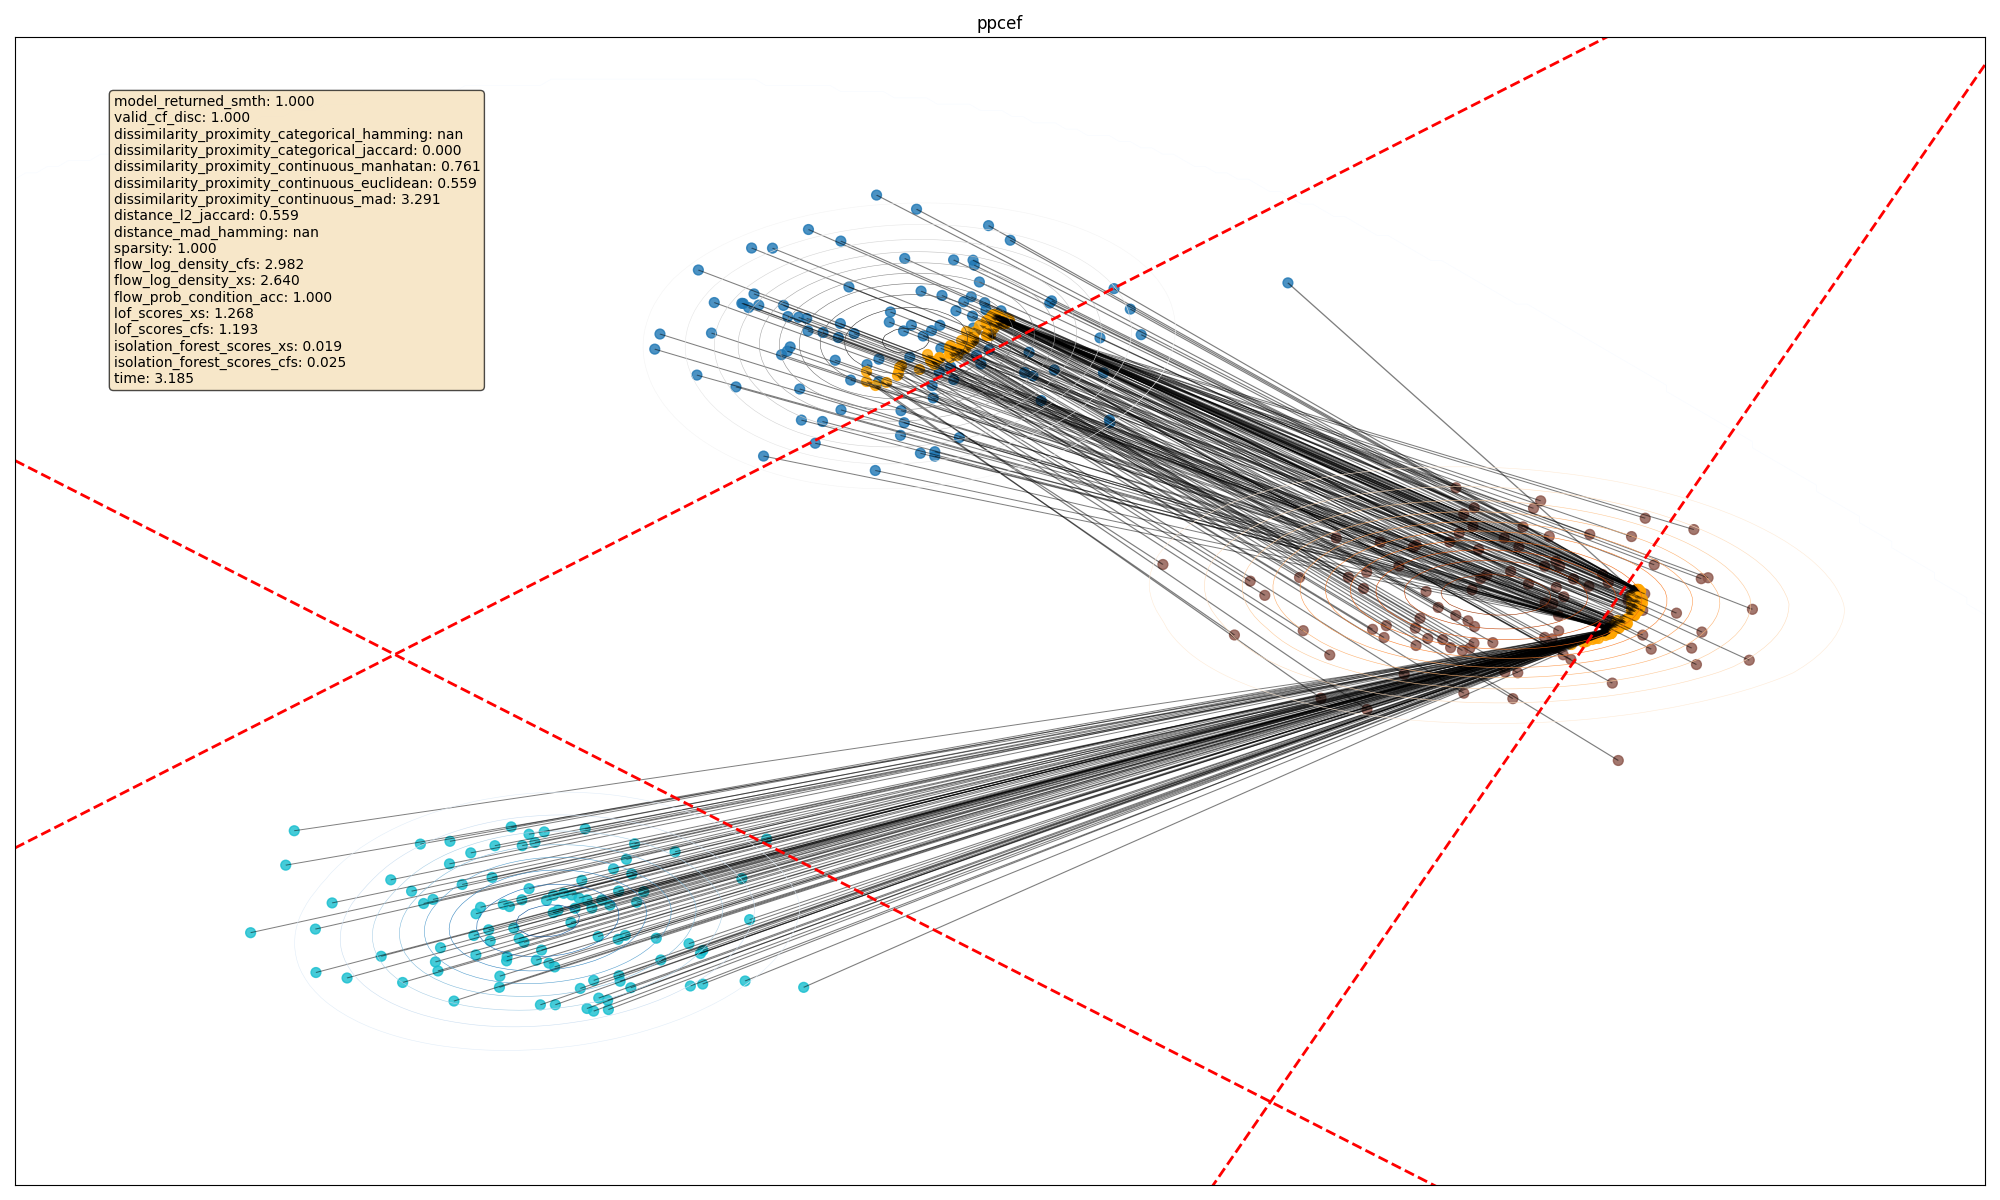 ppcef
model_returned_smth: 1.000
valid_cf_disc: 1.000
dissimilarity_proximity_categorical_hamming: nan
dissimilarity_proximity_categorical_jaccard: 0.000
dissimilarity_proximity_continuous_manhatan: 0.761
dissimilarity_proximity_continuous_euclidean: 0.559
dissimilarity_proximity_continuous_mad: 3.291
distance_l2_jaccard: 0.559
distance_mad_hamming: nan
sparsity: 1.000
flow_log_density_cfs: 2.982
flow_log_density_xs: 2.640
flow_prob_condition_acc: 1.000
lof_scores_xs: 1.268
lof_scores_cfs: 1.193
isolation_forest_scores_xs: 0.019
isolation_forest_scores_cfs: 0.025
time: 3.185